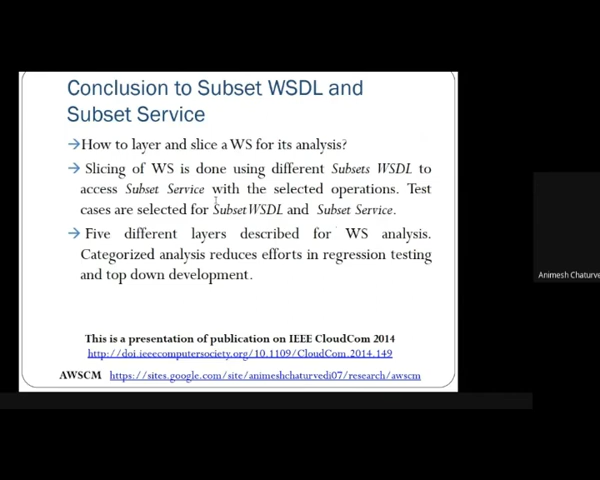 Conclusion to Subset WSDL and
Subset Service
→How to layer and slice a WS for its analysis?
→ Slicing of WS is done using different Subsets WSDL to
access Subset Service with the selected operations. Test
cases are selected for Subset WSDL and Subset Service.
→ Five different layers described for WS analysis.
Categorized analysis reduces efforts in regression testing
and top down development.
This is a presentation of publication on IEEE CloudCom 2014
http://doi.ieeecomputersociety.org/10.1109/CloudCom.2014.149
AWSCM https://sites.google.com/site/animeshchaturvedi07/research/awscm
Animesh Chaturve